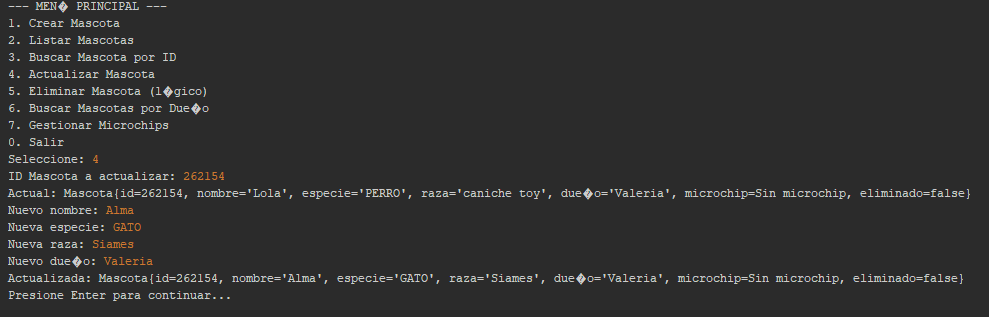 --- MEN� PRINCIPAL ---
1. Crear Mascota
2. Listar Mascotas
3. Buscar Mascota por ID
4. Actualizar Mascota
5. Eliminar Mascota (l�gico)
6. Buscar Mascotas por Due�o
7. Gestionar Microchips
0. Salir
Seleccione: 4
ID Mascota a actualizar: 262154
Actual: Mascota{id=262154, nombre='Lola', especie='PERRO', raza='caniche toy', due�o='Valeria', microchip=Sin microchip, eliminado=false}
Nuevo nombre: Alma
Nueva especie: GATO
Nueva raza: Siames
Nuevo due�o: Valeria
Actualizada: Mascota{id=262154, nombre='Alma', especie='GATO', raza='Siames', due�o='Valeria', microchip=Sin microchip, eliminado=false}
Presione Enter para continuar...